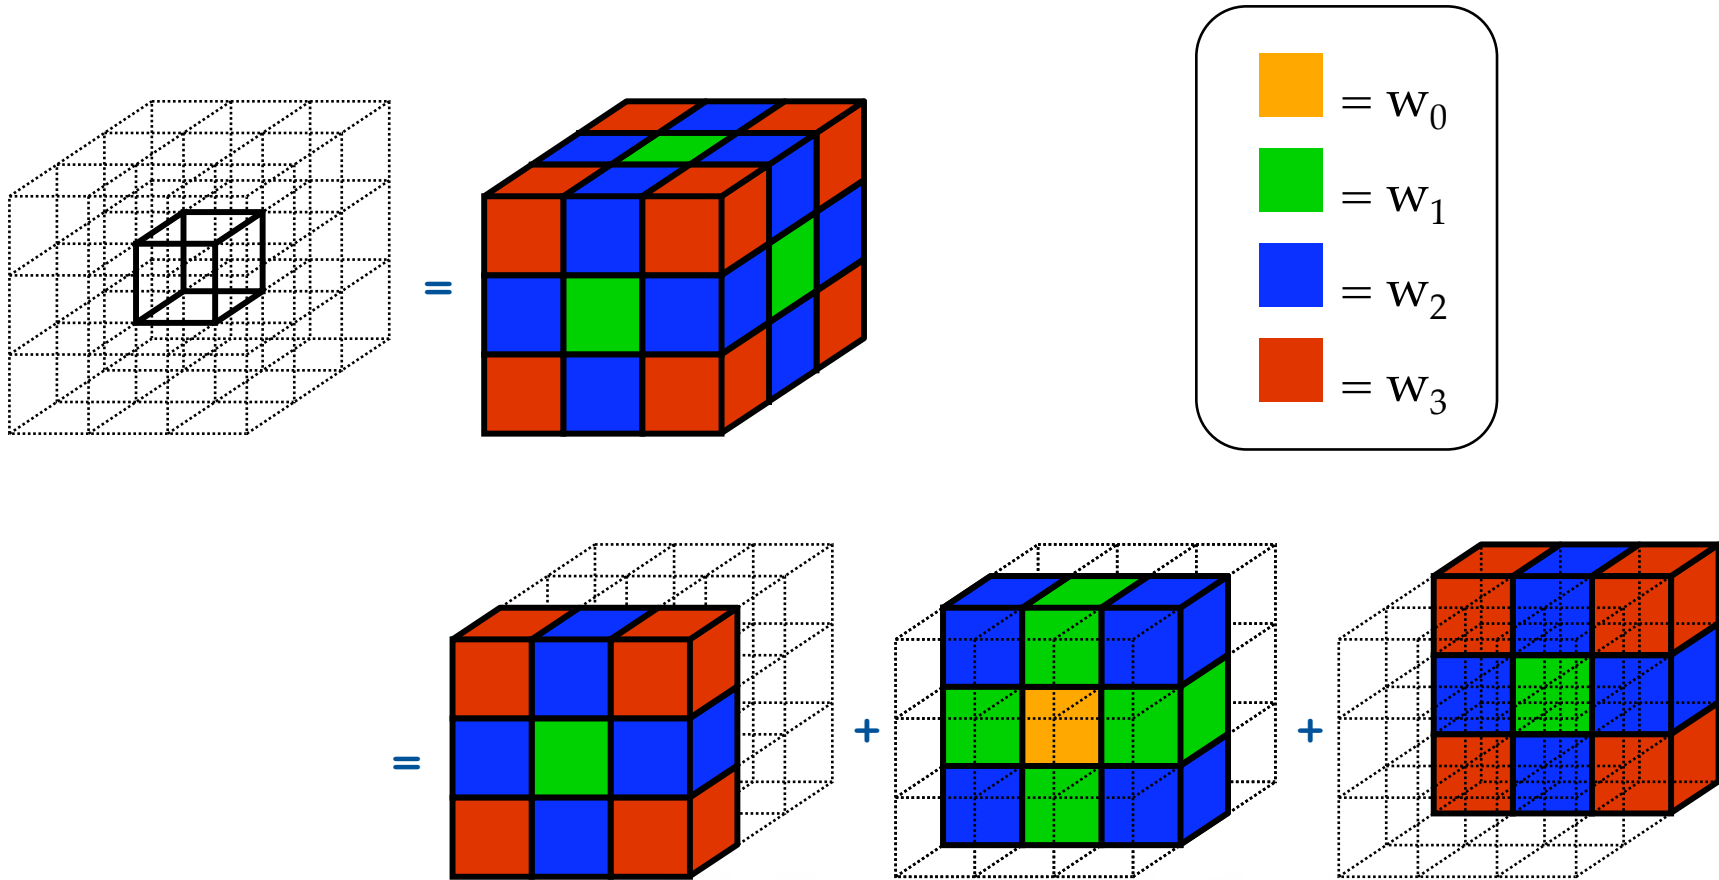 = w₀
= w₁
= w₂
= w₃
=
= + +